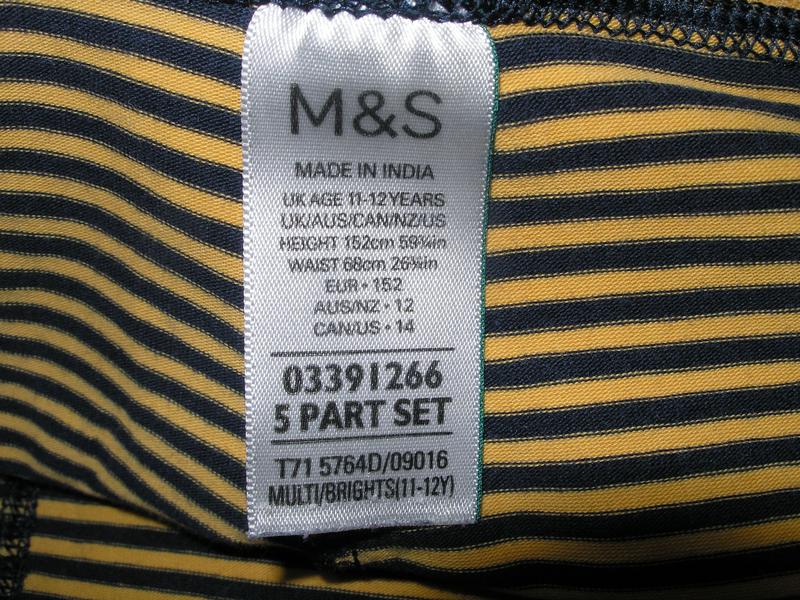 M&S
MADE IN INDIA
UK AGE 11-12 YEARS
UK/AUS/CAN/NZ/US
HEIGHT 152cm 59¾in
WAIST 68cm 26¾in
EUR • 152
AUS/NZ • 12
CAN/US • 14
03391266
5 PART SET
T71 5764D/09016
MULTI/BRIGHTS(11-12Y)